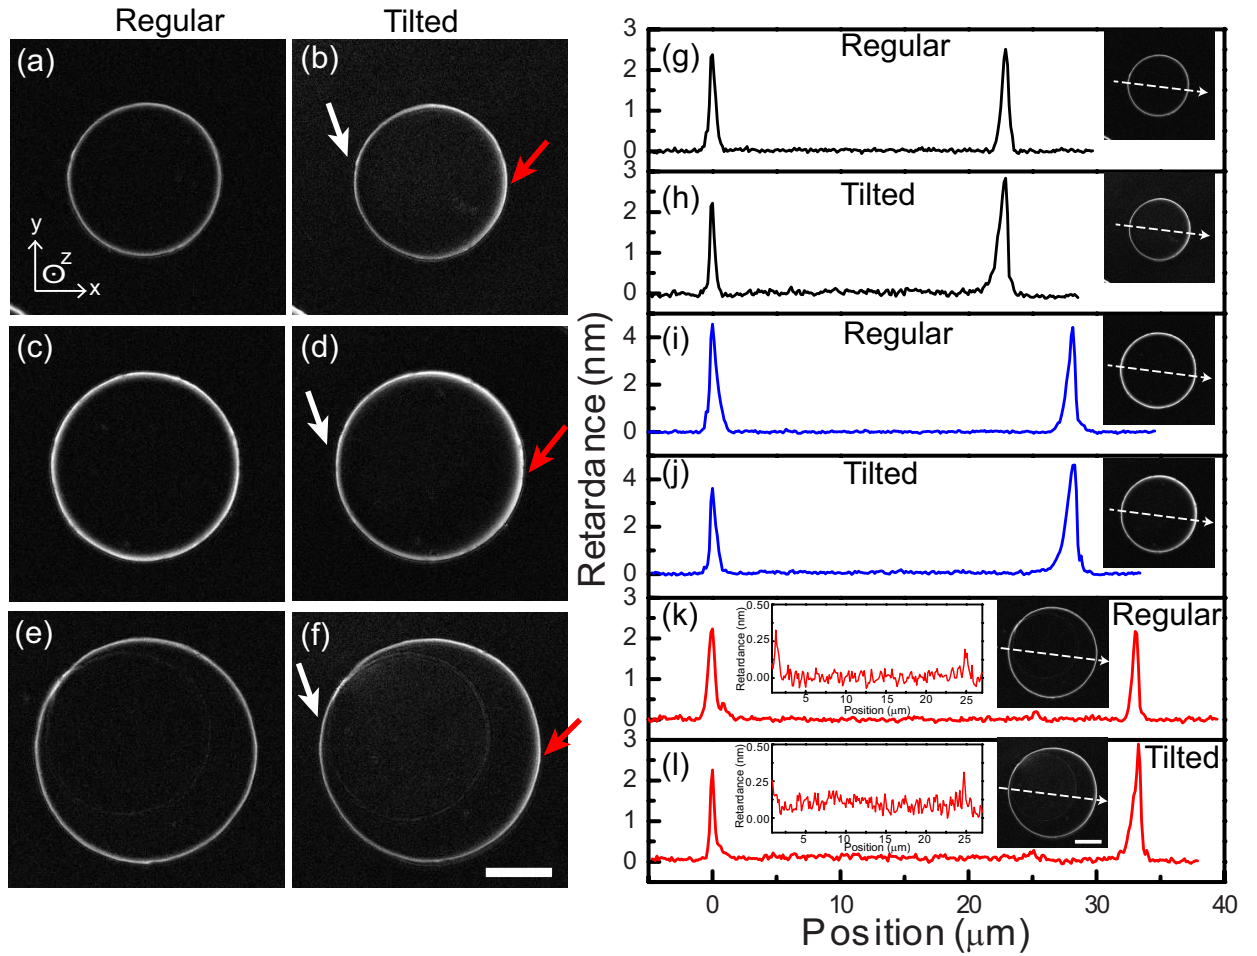 Regular
Tilted
(a)
(b)
y
z
x
(c)
(d)
(e)
(f)
Retardance (nm)
3
2
1
0
(g)
Regular
3
2
1
0
(h)
Tilted
4
2
0
(i)
Regular
4
2
0
(j)
Tilted
3
2
1
0
(k)
Regular
Retardance (nm)
0.50
0.25
0.00
5 10 15 20 25
Position (μm)
3
2
1
0
(l)
Tilted
Retardance (nm)
0.50
0.25
0.00
5 10 15 20 25
Position (μm)
0 10 20 30 40
Position (μm)